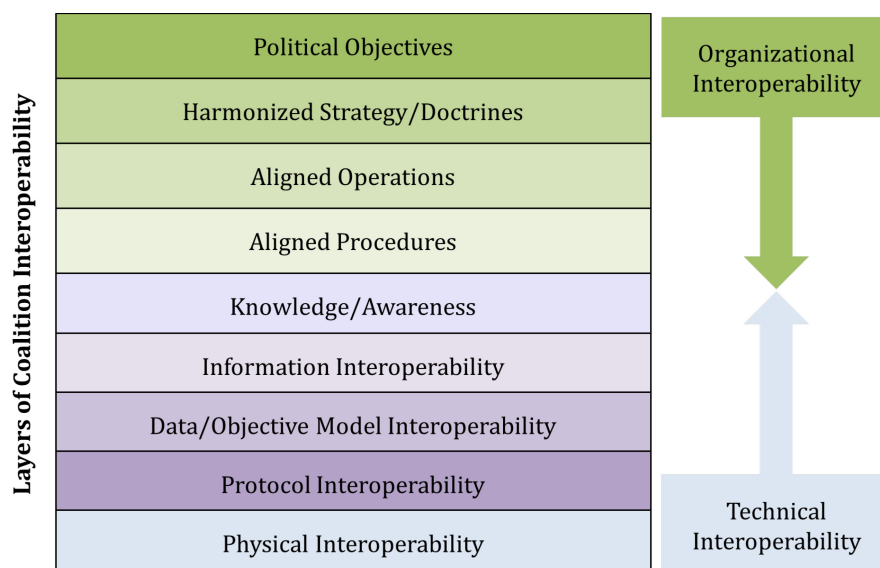 Layers of Coalition Interoperability
Political Objectives
Harmonized Strategy/Doctrines
Aligned Operations
Aligned Procedures
Knowledge/Awareness
Information Interoperability
Data/Objective Model Interoperability
Protocol Interoperability
Physical Interoperability
Organizational
Interoperability
Technical
Interoperability